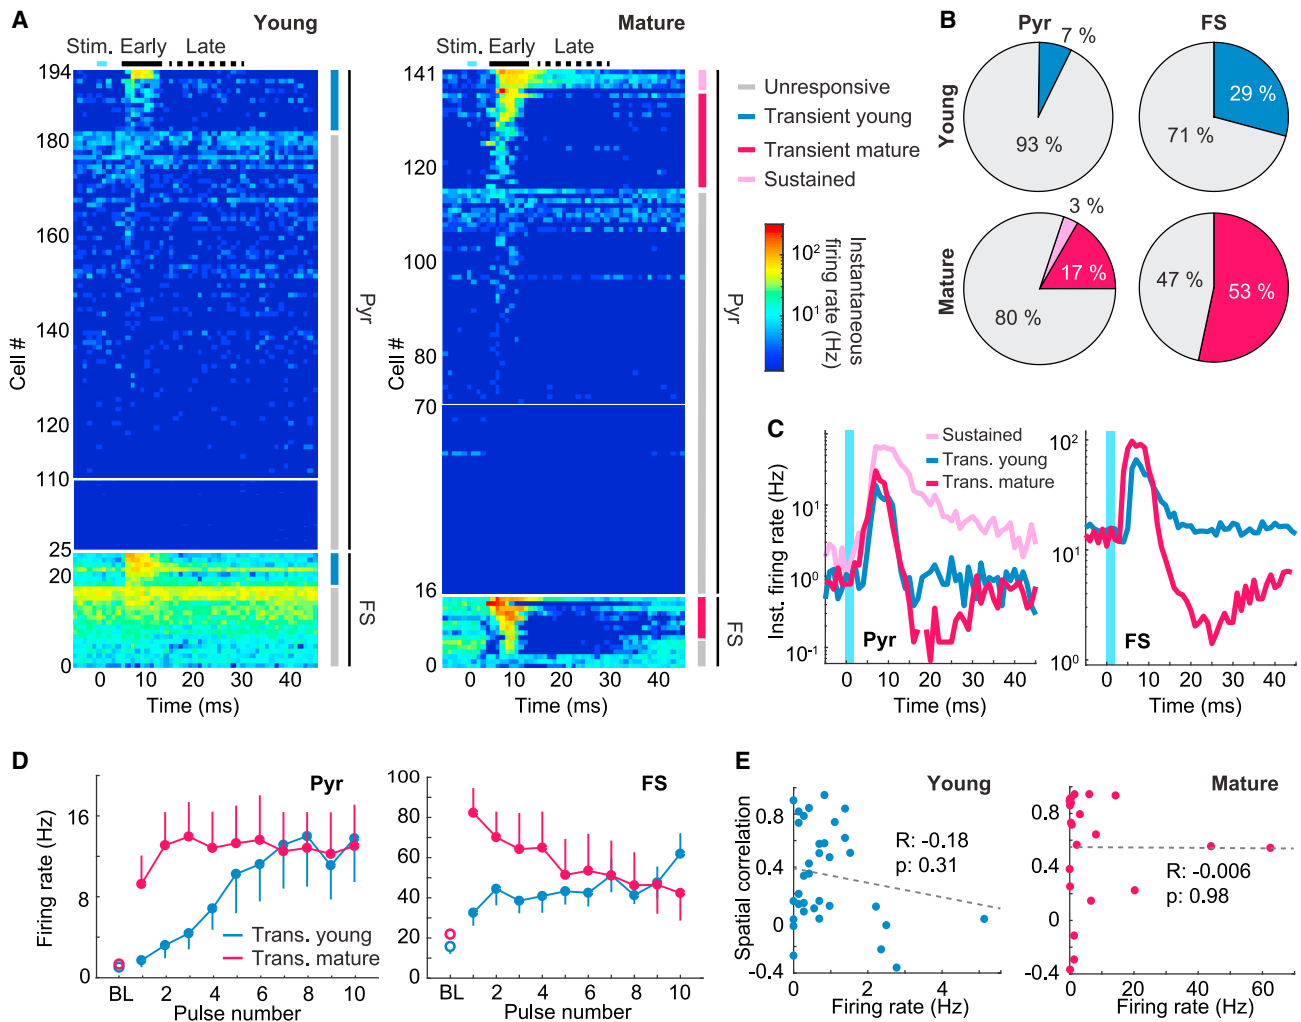 A
Young
Mature
Stim. Early Late
Stim. Early Late
194
180
160
140
120
110
25
20
0
Cell #
Pyr
FS
0 10 20 30 40
Time (ms)
141
120
100
80
70
16
0
Cell #
Pyr
FS
0 10 20 30 40
Time (ms)
Unresponsive
Transient young
Transient mature
Sustained
10²
10¹
Instantaneous
firing rate (Hz)
B
Pyr
FS
Young
7 %
93 %
29 %
71 %
Mature
3 %
17 %
80 %
47 %
53 %
C
Sustained
Trans. young
Trans. mature
Inst. firing rate (Hz)
10¹
10⁰
10⁻¹
Pyr
0 10 20 30 40
Time (ms)
10²
10¹
10⁰
FS
0 10 20 30 40
Time (ms)
D
Pyr
Firing rate (Hz)
16
12
8
4
0
Trans. young
Trans. mature
BL 2 4 6 8 10
Pulse number
FS
100
80
60
40
20
0
BL 2 4 6 8 10
Pulse number
E
Young
Spatial correlation
0.8
0.4
0
-0.4
R: -0.18
p: 0.31
0 2 4
Firing rate (Hz)
Mature
0.8
0.4
0
-0.4
R: -0.006
p: 0.98
0 20 40 60
Firing rate (Hz)